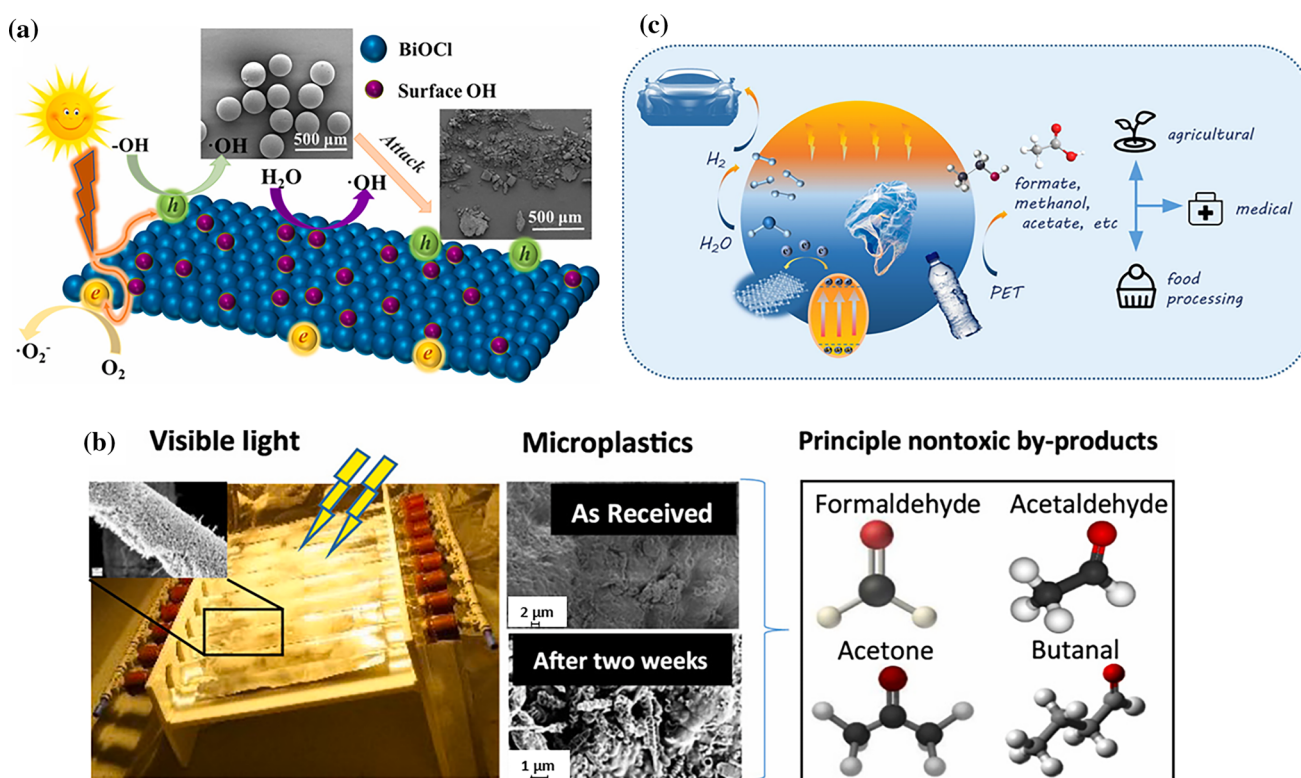 (a)
BiOCl
Surface OH
500 μm
Attack
500 μm
-OH
·OH
H₂O
·OH
h
h
h
e
e
e
·O₂⁻
O₂
(c)
H₂
H₂O
formate,
methanol,
acetate, etc
PET
agricultural
medical
food
processing
(b)
Visible light
Microplastics
Principle nontoxic by-products
As Received
2 μm
After two weeks
1 μm
Formaldehyde
Acetaldehyde
Acetone
Butanal